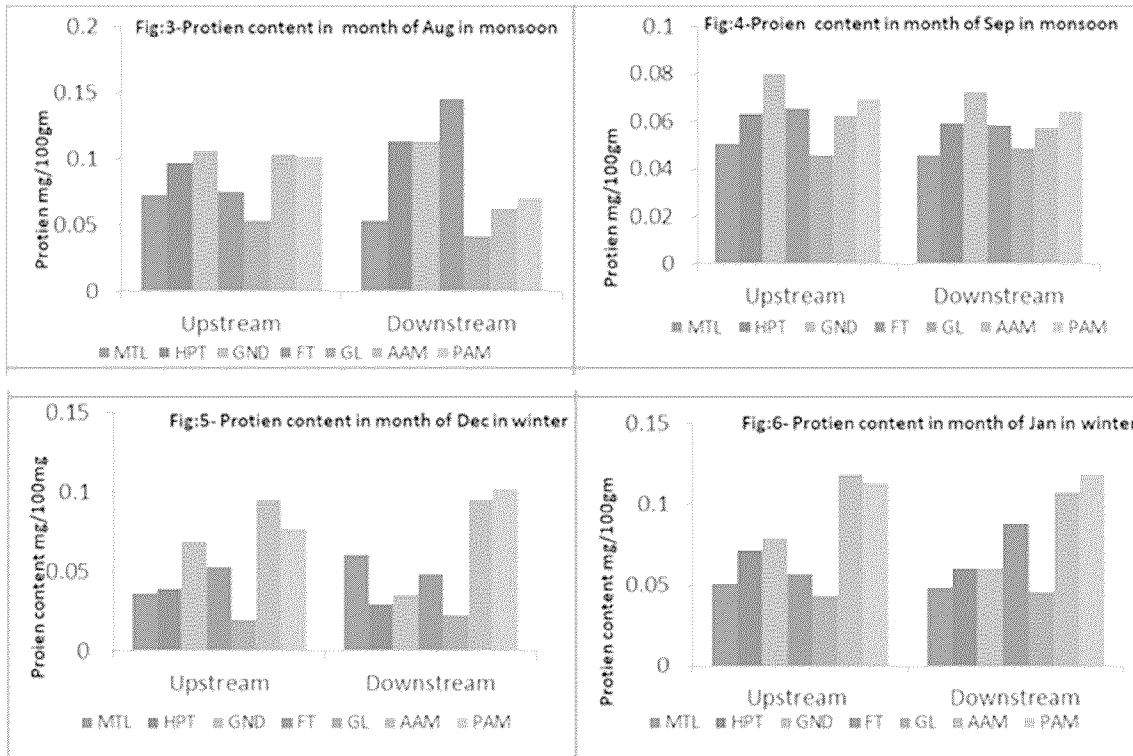 Fig:3-Protien content in month of Aug in monsoon
Protien mg/100gm
0.2
0.15
0.1
0.05
0
Upstream Downstream
MTL HPT GND FT GL AAM PAM
Fig:4-Proien content in month of Sep in monsoon
Protien mg/100gm
0.1
0.08
0.06
0.04
0.02
0
Upstream Downstream
MTL HPT GND FT GL AAM PAM
Fig:5- Protien content in month of Dec in winter
Proien content mg/100mg
0.15
0.1
0.05
0
Upstream Downstream
MTL HPT GND FT GL AAM PAM
Fig:6- Protien content in month of Jan in winter
Protien content mg/100gm
0.15
0.1
0.05
0
Upstream Downstream
MTL HPT GND FT GL AAM PAM